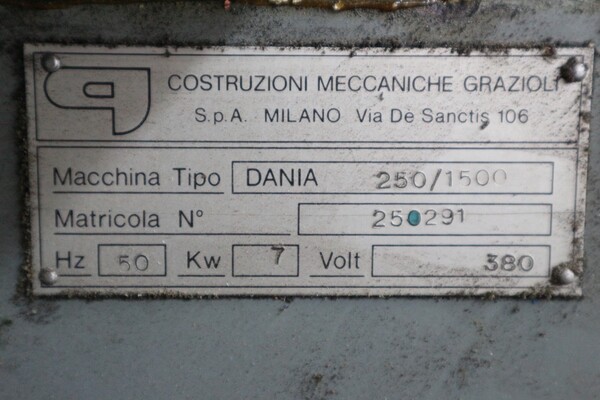 COSTRUZIONI MECCANICHE GRAZIOLI
S.p.A. MILANO Via De Sanctis 106
Macchina Tipo DANIA 250/1500
Matricola N° 250291
Hz 50 Kw 7 Volt 380